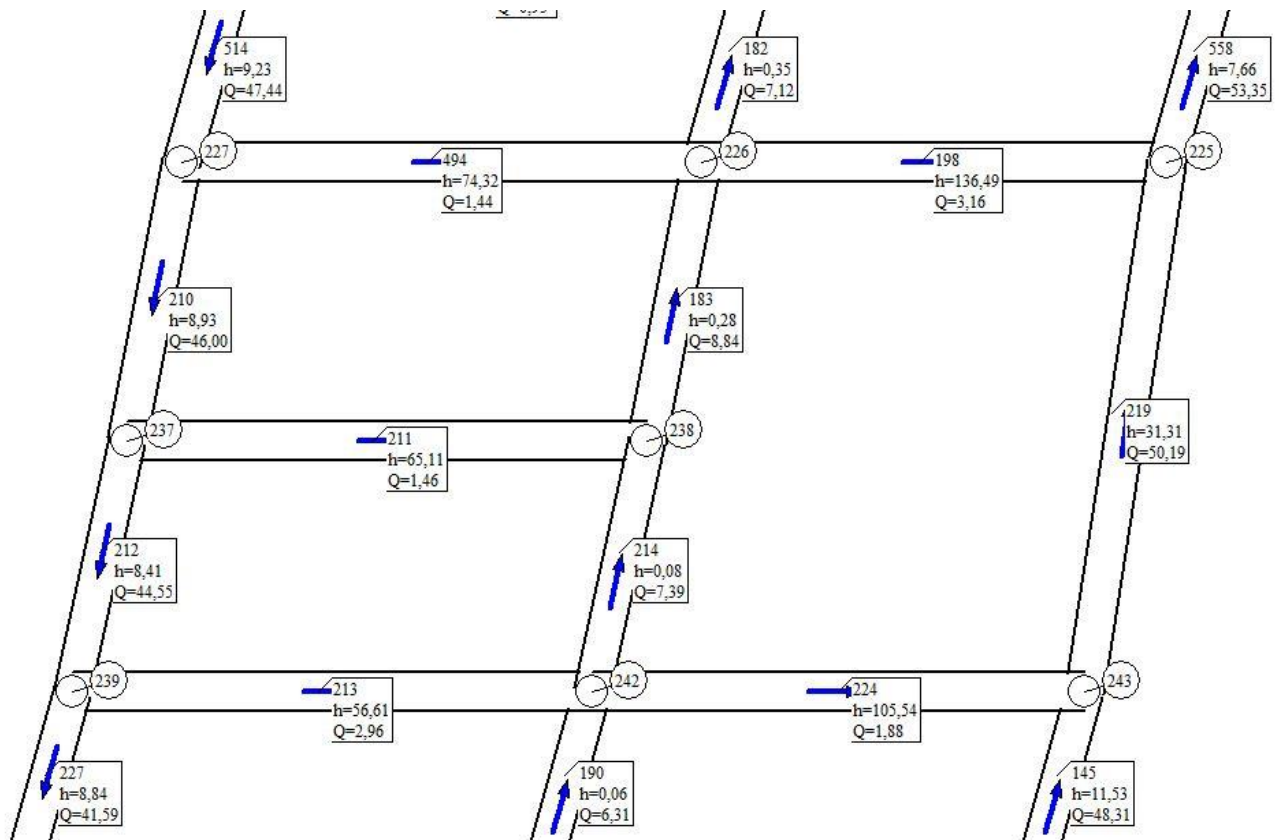 514
h=9,23
Q=47,44
182
h=0,35
Q=7,12
558
h=7,66
Q=53,35
227
494
h=74,32
Q=1,44
226
198
h=136,49
Q=3,16
225
210
h=8,93
Q=46,00
183
h=0,28
Q=8,84
237
211
h=65,11
Q=1,46
238
219
h=31,31
Q=50,19
212
h=8,41
Q=44,55
214
h=0,08
Q=7,39
239
213
h=56,61
Q=2,96
242
224
h=105,54
Q=1,88
243
227
h=8,84
Q=41,59
190
h=0,06
Q=6,31
145
h=11,53
Q=48,31